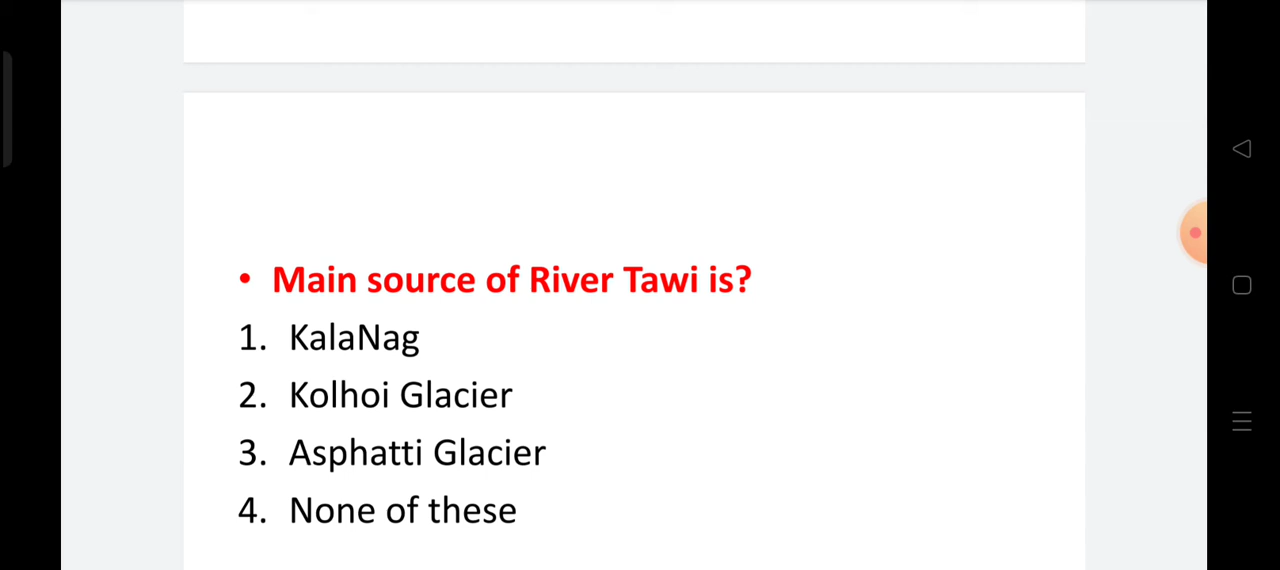 • Main source of River Tawi is?
1. KalaNag
2. Kolhoi Glacier
3. Asphatti Glacier
4. None of these